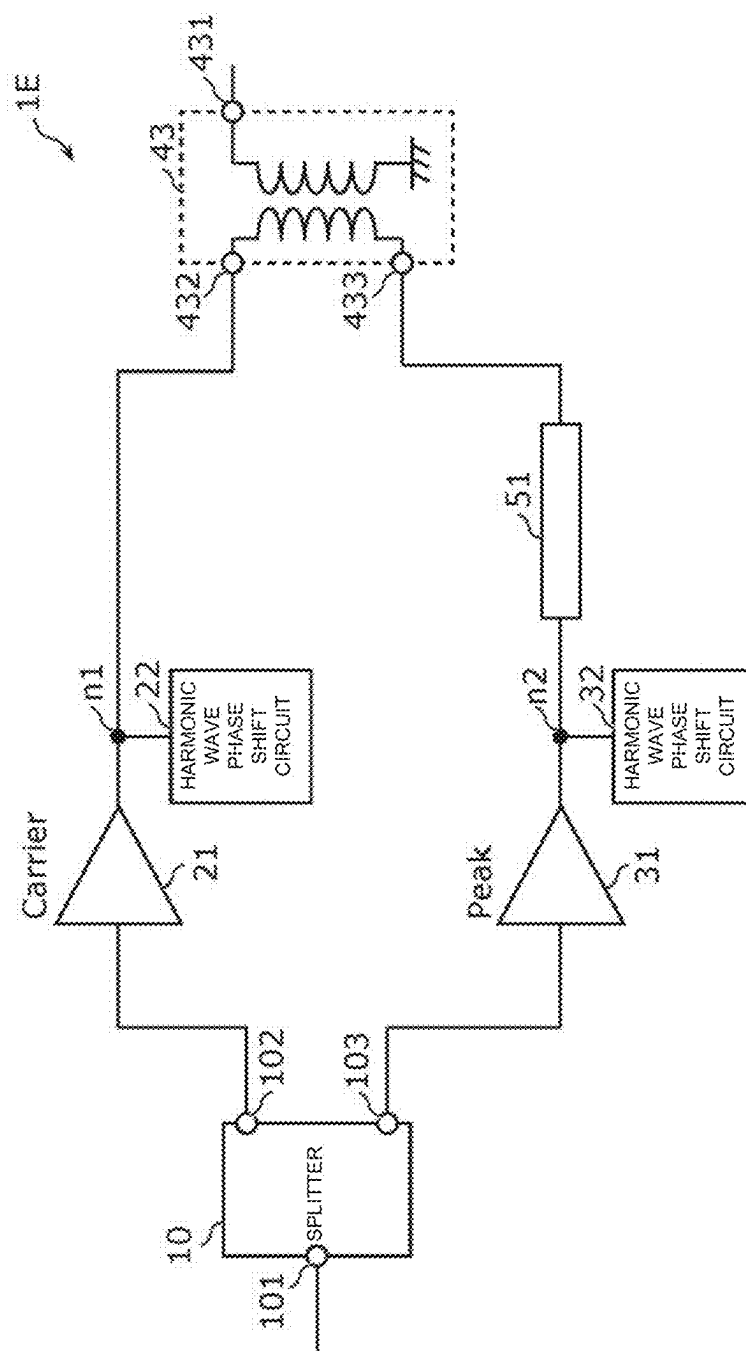 1E
43
431
432
433
n1
22
HARMONIC
WAVE
PHASE
SHIFT
CIRCUIT
Carrier
21
51
n2
32
HARMONIC
WAVE
PHASE
SHIFT
CIRCUIT
Peak
31
102
103
10
SPLITTER
101